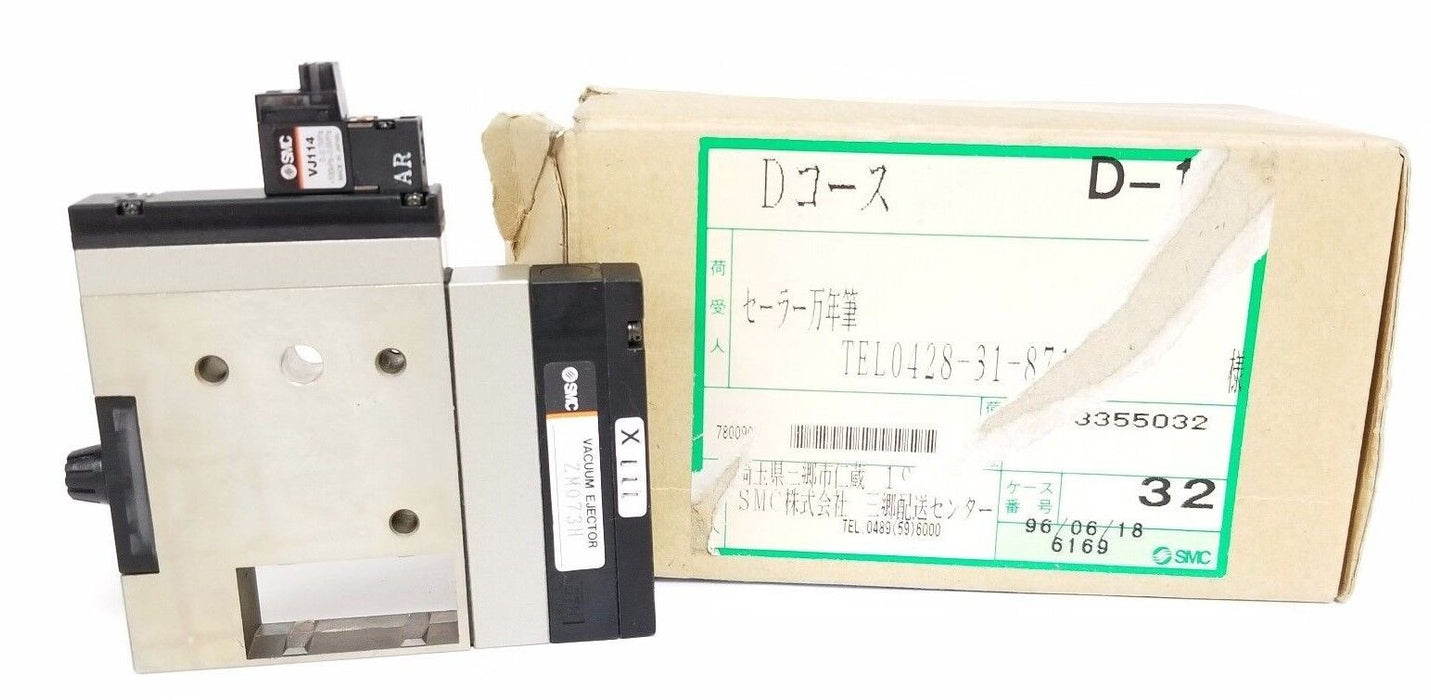 SMC
VJ114
AR
SMC
VACUUM EJECTOR
ZM073H
X111
Dコース
D-1
荷受人
セーラー万年筆
TEL0428-31-87
様
78009
3355032
埼玉県三郷市仁蔵
SMC株式会社 三郷配送センター
TEL.0489(59)6000
ケース番号
32
96/06/18
6169
SMC